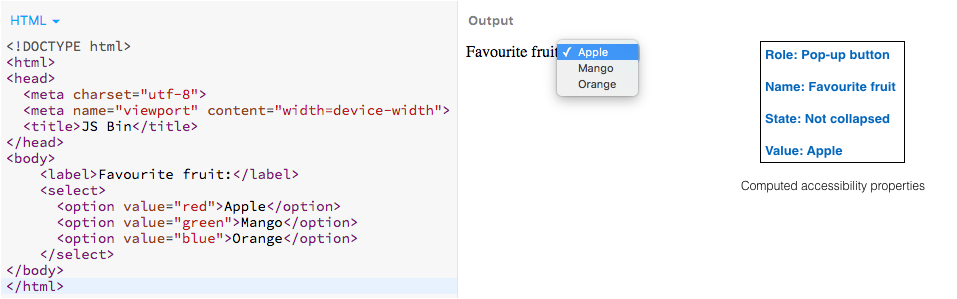 HTML
<!DOCTYPE html>
<html>
<head>
  <meta charset="utf-8">
  <meta name="viewport" content="width=device-width">
  <title>JS Bin</title>
</head>
<body>
    <label>Favourite fruit:</label>
    <select>
      <option value="red">Apple</option>
      <option value="green">Mango</option>
      <option value="blue">Orange</option>
    </select>
</body>
</html>
Output
Favourite fruit
✓ Apple
Mango
Orange
Role: Pop-up button
Name: Favourite fruit
State: Not collapsed
Value: Apple
Computed accessibility properties